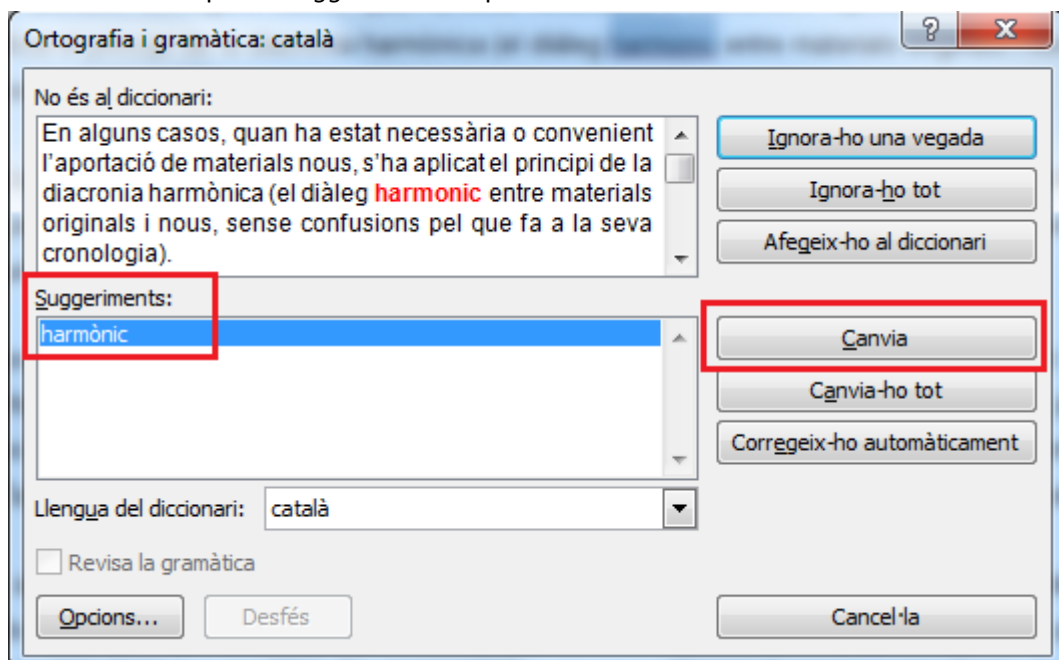 Ortografia i gramàtica: català
No és al diccionari:
En alguns casos, quan ha estat necessària o convenient
l'aportació de materials nous, s'ha aplicat el principi de la
diacronia harmònica (el diàleg harmonic entre materials
originals i nous, sense confusions pel que fa a la seva
cronologia).
Ignora-ho una vegada
Ignora-ho tot
Afegeix-ho al diccionari
Suggeriments:
harmònic
Canvia
Canvia-ho tot
Corregeix-ho automàticament
Llengua del diccionari: català
Revisa la gramàtica
Opcions...
Desfés
Cancel·la